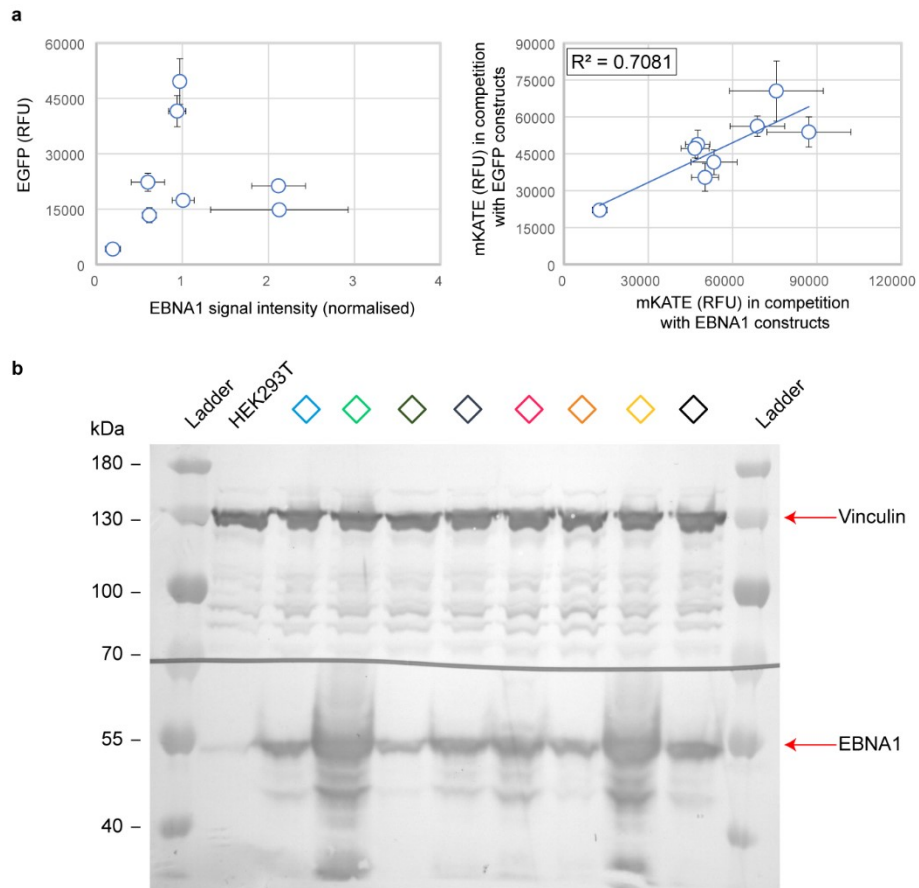 a
60000
45000
30000
15000
0
EGFP (RFU)
0 1 2 3 4
EBNA1 signal intensity (normalised)
R² = 0.7081
90000
75000
60000
45000
30000
15000
0
mKATE (RFU) in competition
with EGFP constructs
0 30000 60000 90000 120000
mKATE (RFU) in competition
with EBNA1 constructs
b
kDa
Ladder
HEK293T
Ladder
180 –
130 –
100 –
70 –
55 –
40 –
Vinculin
EBNA1